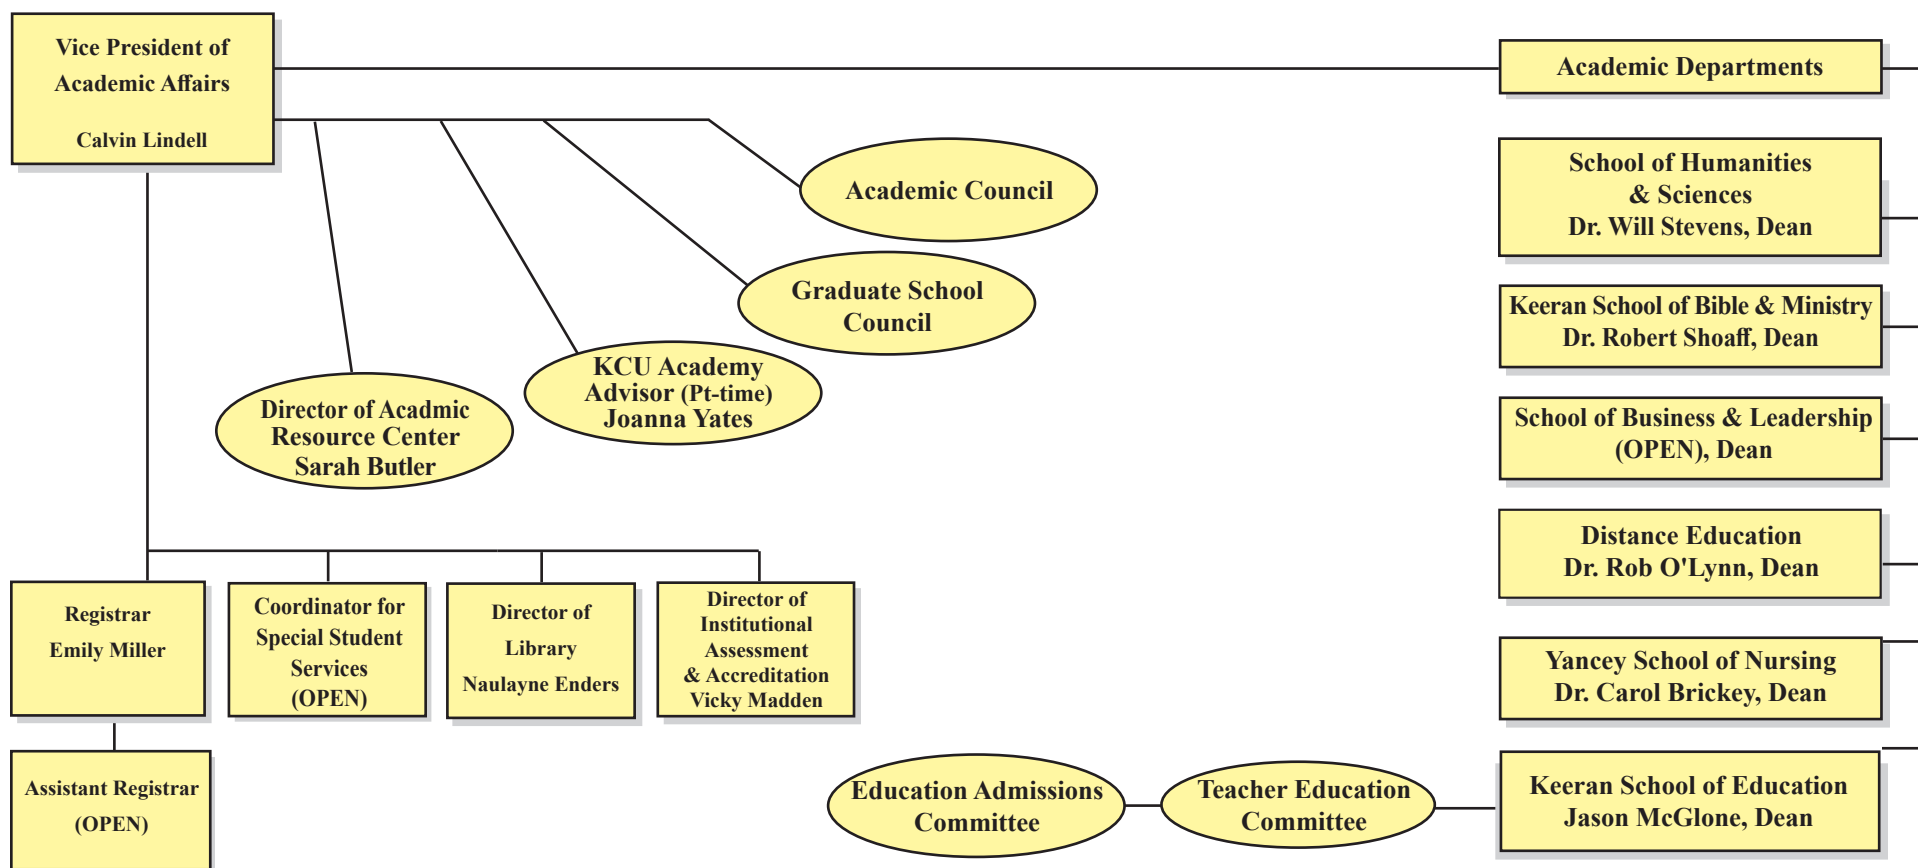 Vice President of
Academic Affairs
Calvin Lindell
Academic Departments
School of Humanities
& Sciences
Dr. Will Stevens, Dean
Academic Council
Graduate School
Council
KCU Academy
Advisor (Pt-time)
Joanna Yates
Director of Acadmic
Resource Center
Sarah Butler
Keeran School of Bible & Ministry
Dr. Robert Shoaff, Dean
School of Business & Leadership
(OPEN), Dean
Distance Education
Dr. Rob O'Lynn, Dean
Yancey School of Nursing
Dr. Carol Brickey, Dean
Keeran School of Education
Jason McGlone, Dean
Teacher Education
Committee
Education Admissions
Committee
Registrar
Emily Miller
Coordinator for
Special Student
Services
(OPEN)
Director of
Library
Naulayne Enders
Director of
Institutional
Assessment
& Accreditation
Vicky Madden
Assistant Registrar
(OPEN)